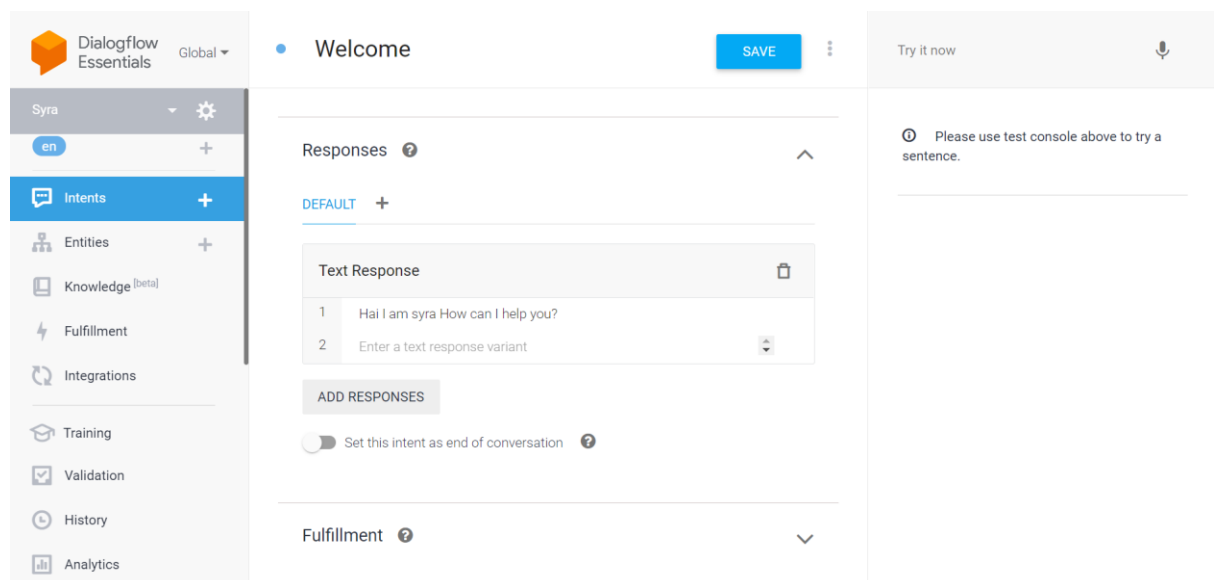 Dialogflow
Essentials
Global
Syra
en
Intents
Entities
Knowledge [beta]
Fulfillment
Integrations
Training
Validation
History
Analytics
Welcome
SAVE
Responses
DEFAULT
Text Response
1 Hai I am syra How can I help you?
2 Enter a text response variant
ADD RESPONSES
Set this intent as end of conversation
Fulfillment
Try it now
Please use test console above to try a
sentence.